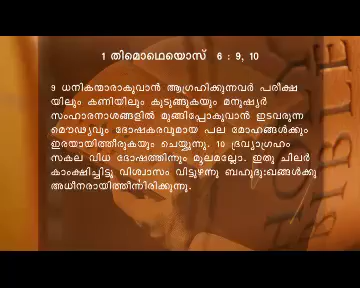 1 തിമൊഥെയൊസ് 6 : 9, 10
9 ധനികന്മാരാകുവാൻ ആഗ്രഹിക്കുന്നവർ പരീക്ഷ
യിലും കണിയിലും കുടുങ്ങുകയും മനുഷ്യർ
സംഹാരനാശങ്ങളിൽ മുങ്ങിപ്പോകുവാൻ ഇടവരുന്ന
മൌഢ്യവും ദോഷകരവുമായ പല മോഹങ്ങൾക്കും
ഇരയായിത്തീരുകയും ചെയ്യുന്നു. 10 ദ്രവ്യാഗ്രഹം
സകല വിധ ദോഷത്തിന്നും മൂലമല്ലോ. ഇതു ചിലർ
കാംക്ഷിച്ചിട്ടു വിശ്വാസം വിട്ടുഴന്നു ബഹുദുഃഖങ്ങൾക്കു
അധീനരായിത്തീർന്നിരിക്കുന്നു.
HOLY
BIBLE